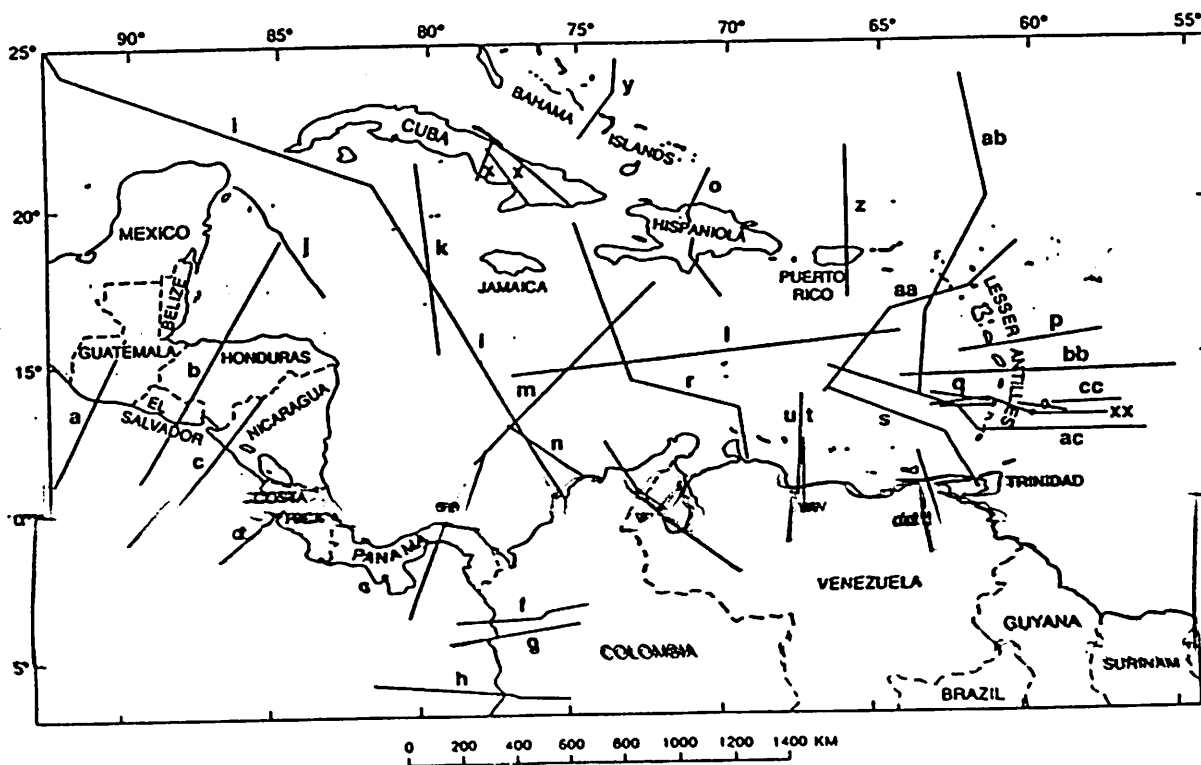 90° 85° 80° 75° 70° 65° 60° 55°
25°
y
BAHAMA
i
CUBA
ab
ISLANDS
x x
o
20°
z
MEXICO
HISPANIOLA
j
k
JAMAICA
PUERTO
RICO
BELIZE
aa
LESSER
ANTILLES
p
GUATEMALA
HONDURAS
l
i
bb
15°
b
m
r
q
cc
EL
SALVADOR
NICARAGUA
xx
a
u t
s
ac
c
n
COSTA
RICA
TRINIDAD
d
PANAMA
VENEZUELA
f
GUYANA
g
COLOMBIA
5°
SURINAM
h
BRAZIL
0 200 400 600 800 1000 1200 1400 KM